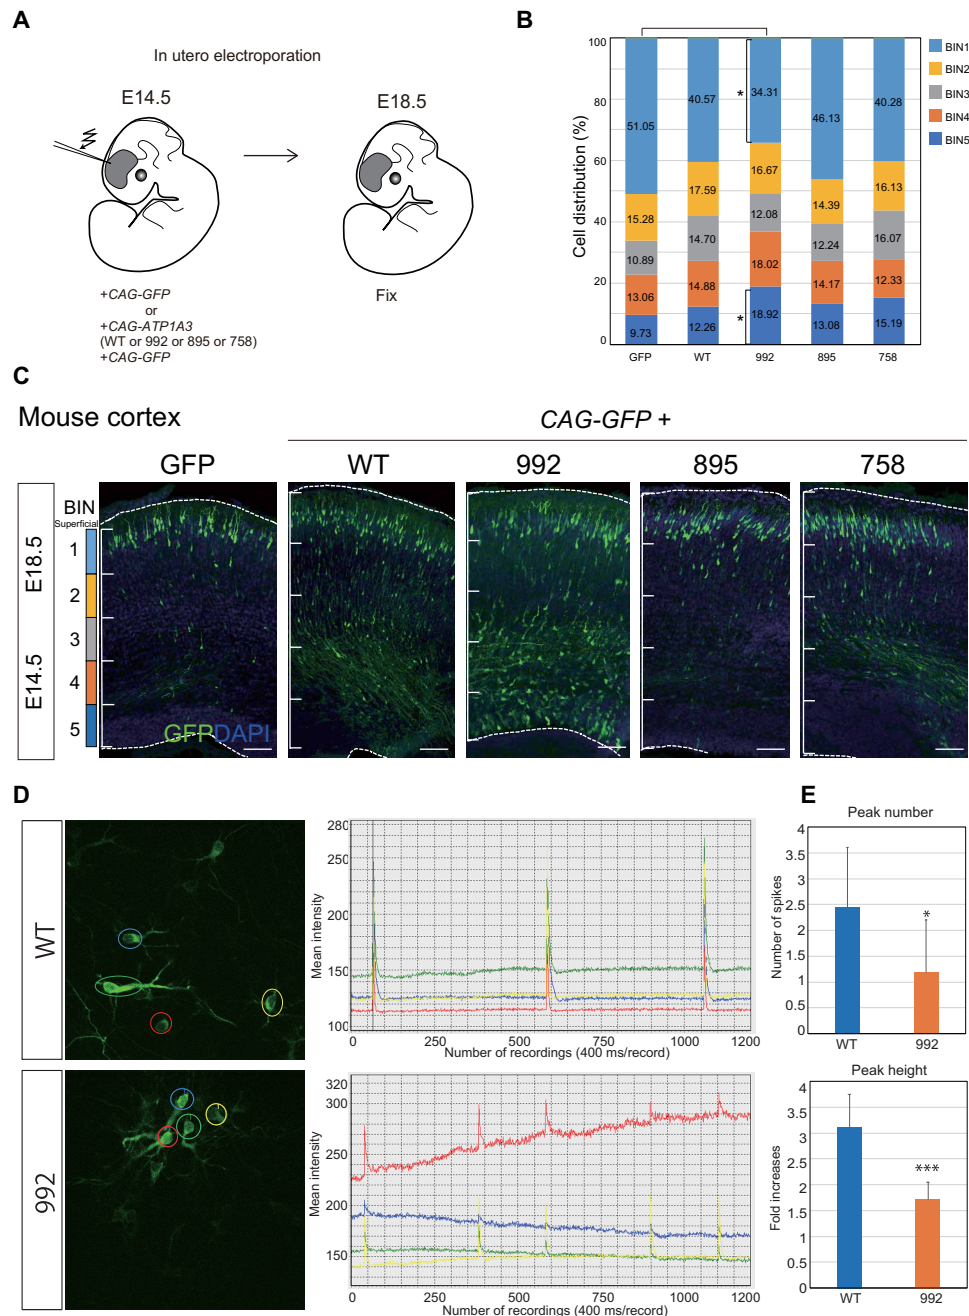 A
In utero electroporation
E14.5
E18.5
+CAG-GFP
or
+CAG-ATP1A3
(WT or 992 or 895 or 758)
+CAG-GFP
Fix
B
Cell distribution (%)
100
80
60
40
20
0
51.05
15.28
10.89
13.06
9.73
40.57
17.59
14.70
14.88
12.26
*
34.31
16.67
12.08
18.02
*
18.92
46.13
14.39
12.24
14.17
13.08
40.28
16.13
16.07
12.33
15.19
GFP
WT
992
895
758
BIN1
BIN2
BIN3
BIN4
BIN5
C
Mouse cortex
CAG-GFP +
GFP
WT
992
895
758
E18.5
E14.5
BIN
Superficial
1
2
3
4
5
GFPDAPI
D
WT
Mean intensity
280
250
200
150
100
0
250
500
750
1000
1200
Number of recordings (400 ms/record)
992
Mean intensity
320
300
250
200
150
0
250
500
750
1000
1200
Number of recordings (400 ms/record)
E
Peak number
Number of spikes
4
3.5
3
2.5
2
1.5
1
0.5
0
*
WT
992
Peak height
Fold increases
4
3.5
3
2.5
2
1.5
1
0.5
0
***
WT
992